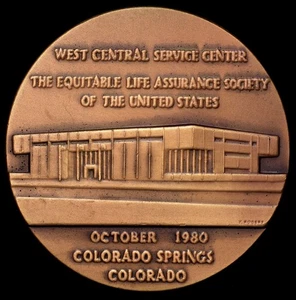 WEST CENTRAL SERVICE CENTER
THE EQUITABLE LIFE ASSURANCE SOCIETY
OF THE UNITED STATES
OCTOBER 1980
COLORADO SPRINGS
COLORADO